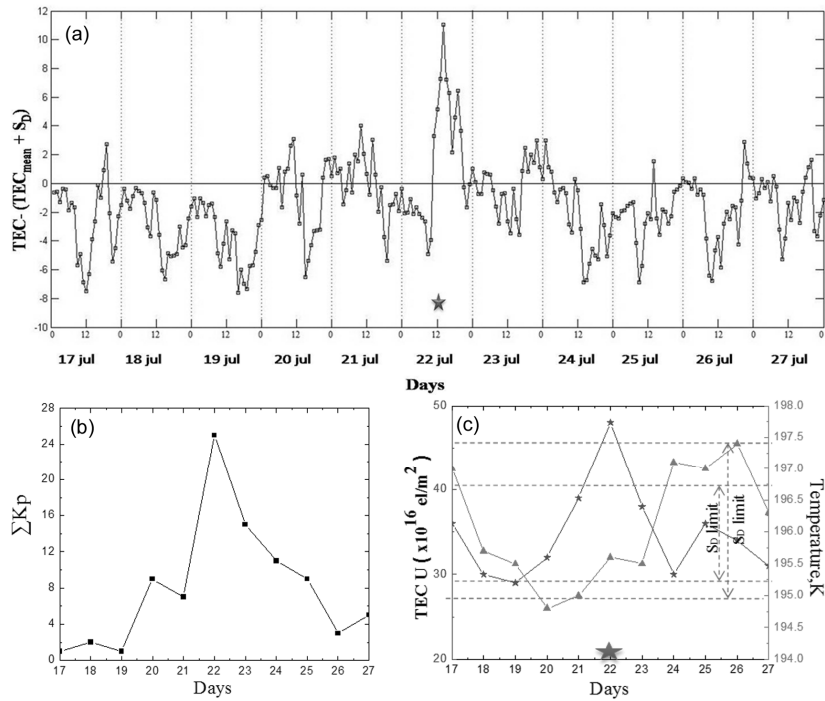 (a)
12
10
8
6
4
2
0
-2
-4
-6
-8
-10
TEC- (TECmean + SD)
0 12 0 12 0 12 0 12 0 12 0 12 0 12 0 12 0 12 0 12 0 12 0
17 jul 18 jul 19 jul 20 jul 21 jul 22 jul 23 jul 24 jul 25 jul 26 jul 27 jul
Days
(b)
28
24
20
16
12
8
4
0
∑Kp
17 18 19 20 21 22 23 24 25 26 27
Days
(c)
50
40
30
20
TEC U ( x10^16 el/m^2 )
SD limit
SD limit
198.0
197.5
197.0
196.5
196.0
195.5
195.0
194.5
194.0
Temperature,K
17 18 19 20 21 22 23 24 25 26 27
Days